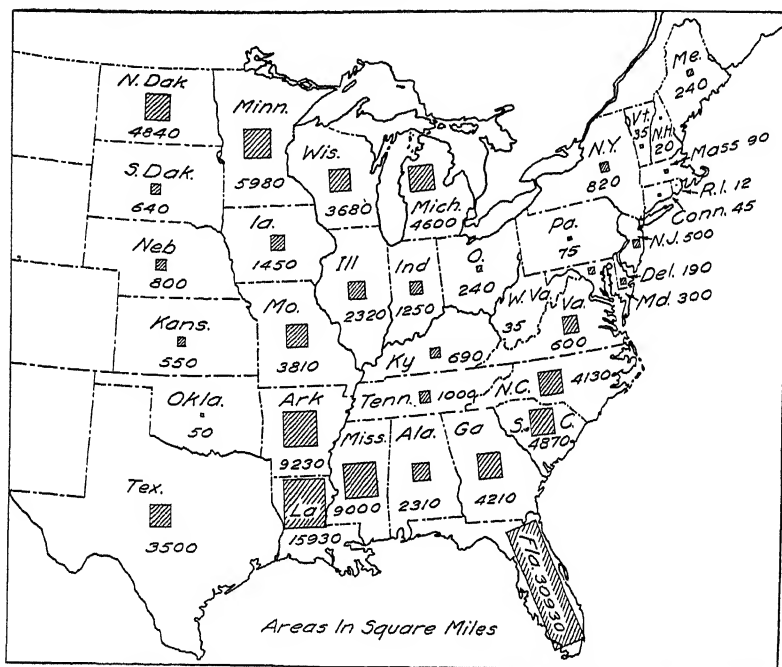 N.Dak
4840
Minn.
5980
Wis.
3680
Mich.
4600
Me.
240
Vt.
35
N.H.
20
Mass 90
N.Y.
820
R.I. 12
Conn. 45
S.Dak.
640
Ia.
1450
Neb
800
Ill
2320
Ind
1250
O.
240
Pa.
75
N.J. 500
Del. 190
Md. 300
W.Va.
35
Va.
600
Kans.
550
Mo.
3810
Ky 690
Okla.
50
Ark
9230
Tenn. 1000
N.C. 4130
S. C.
4870
Miss.
9000
Ala.
2310
Ga
4210
Tex.
3500
La
15930
Fla. 30930
Areas In Square Miles